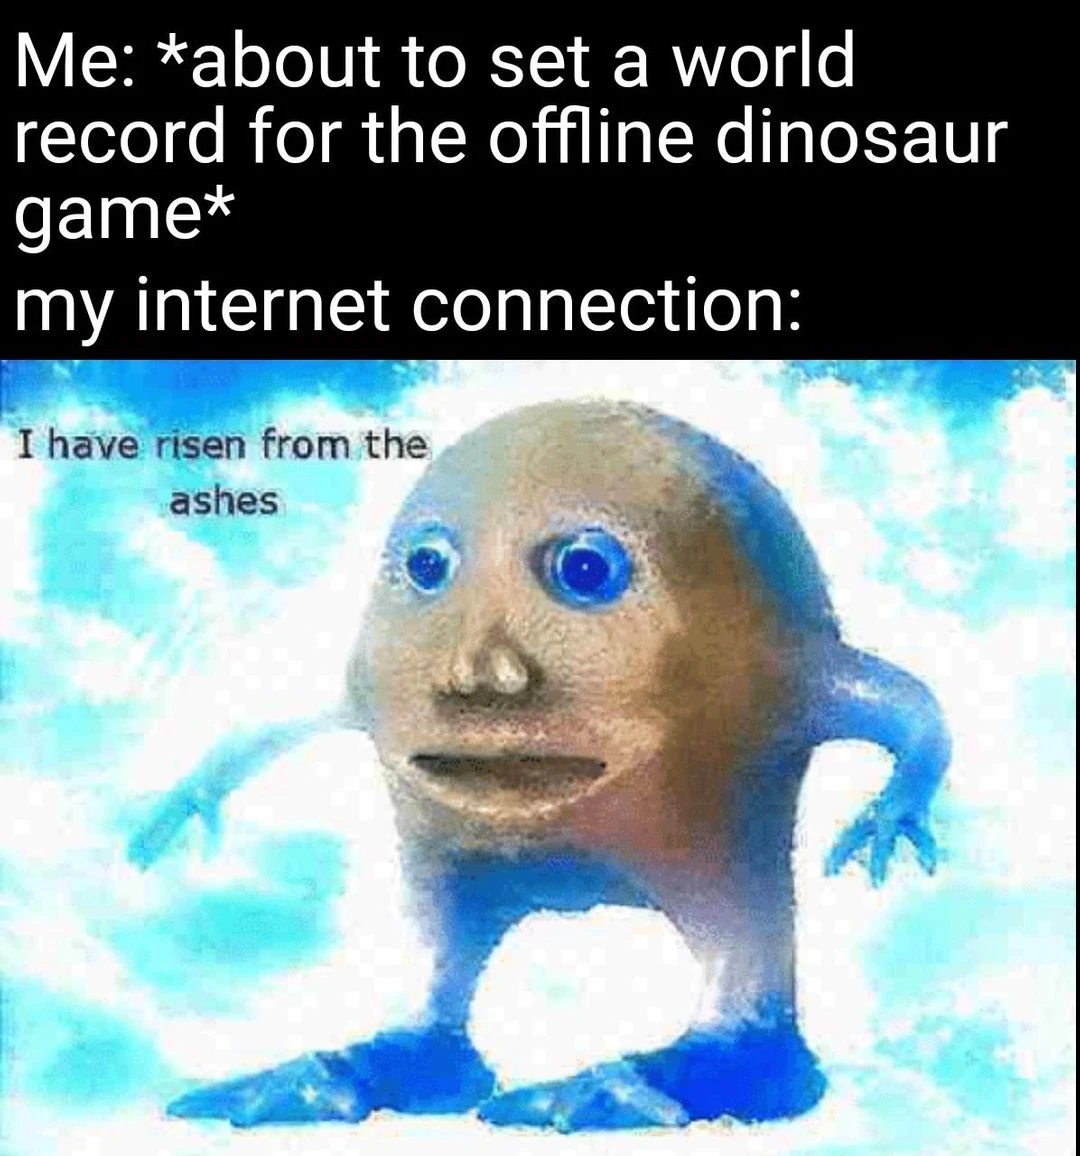 Me: *about to set a world
record for the offline dinosaur
game*
my internet connection:
I have risen from the
ashes